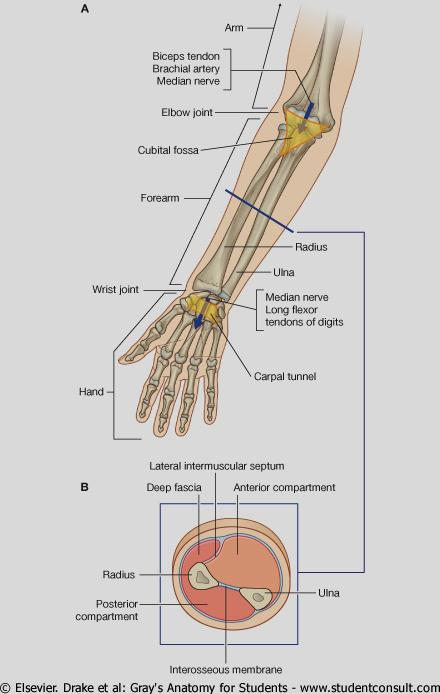 A
Arm
Biceps tendon
Brachial artery
Median nerve
Elbow joint
Cubital fossa
Forearm
Radius
Ulna
Wrist joint
Median nerve
Long flexor
tendons of digits
Carpal tunnel
Hand
Lateral intermuscular septum
B
Deep fascia
Anterior compartment
Radius
Ulna
Posterior
compartment
Interosseous membrane
© Elsevier. Drake et al: Gray's Anatomy for Students - www.studentconsult.com